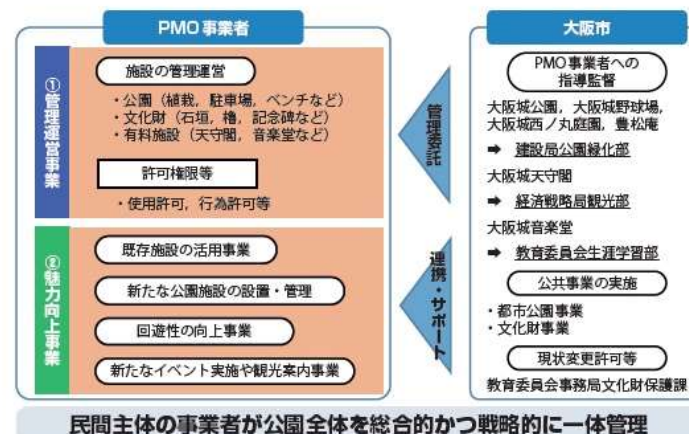 PMO事業者
①管理運営事業
施設の管理運営
・公園（植栽，駐車場，ベンチなど）
・文化財（石垣，櫓，記念碑など）
・有料施設（天守閣，音楽堂など）
許可権限等
・使用許可，行為許可等
②魅力向上事業
既存施設の活用事業
新たな公園施設の設置・管理
回遊性の向上事業
新たなイベント実施や観光案内事業
管理委託
連携・サポート
大阪市
PMO事業者への
指導監督
大阪城公園，大阪城野球場，
大阪城西ノ丸庭園，豊松庵
➡ 建設局公園緑化部
大阪城天守閣
➡ 経済戦略局観光部
大阪城音楽堂
➡ 教育委員会生涯学習部
公共事業の実施
・都市公園事業
・文化財事業
現状変更許可等
教育委員会事務局文化財保護課
民間主体の事業者が公園全体を総合的かつ戦略的に一体管理